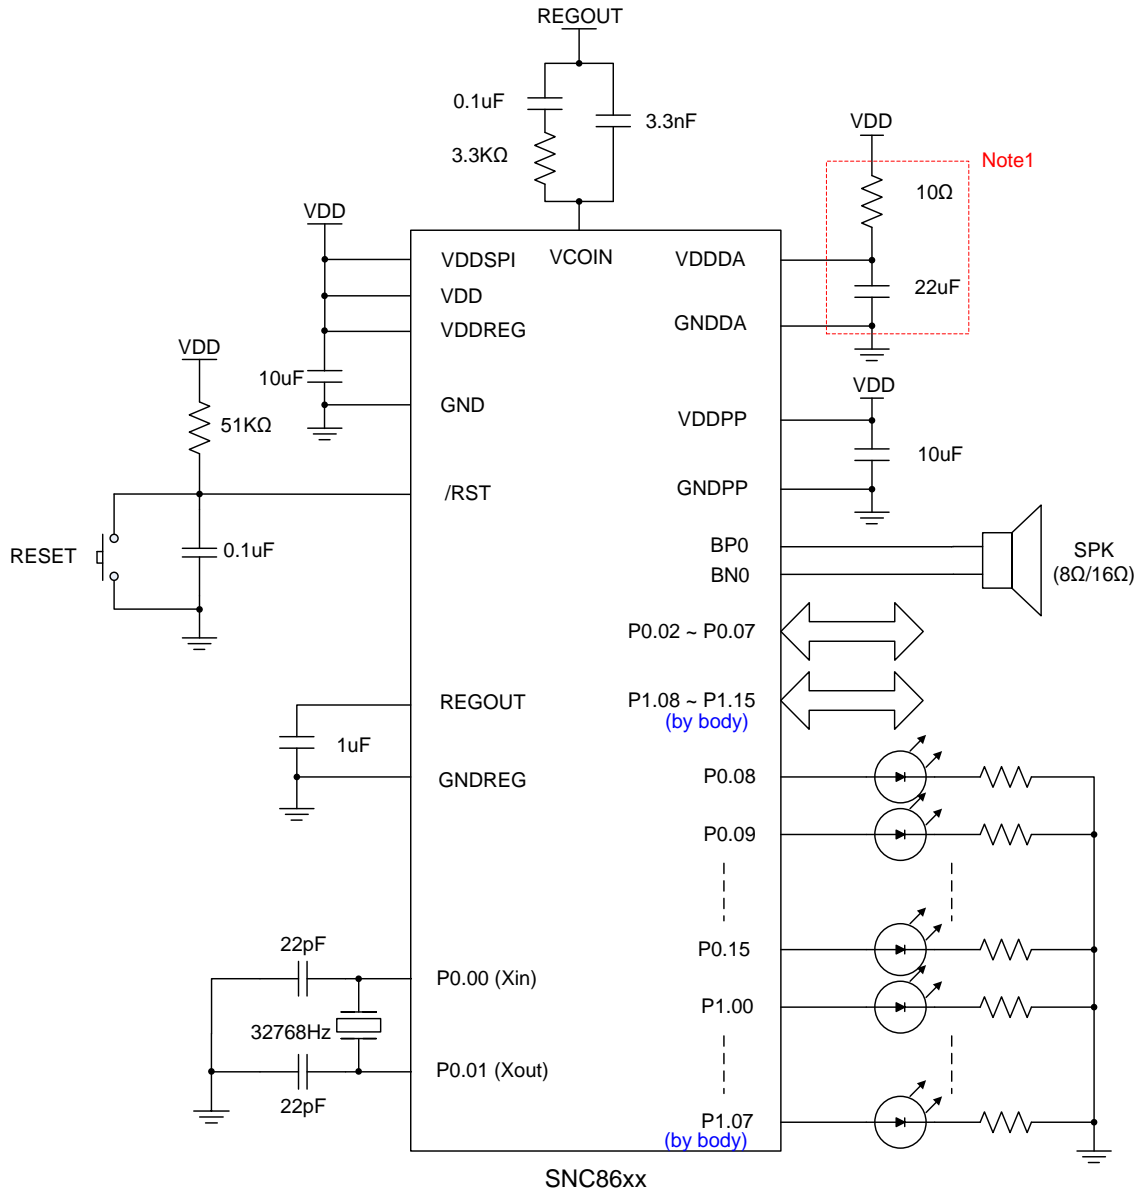 REGOUT
0.1uF
3.3nF
3.3KΩ
VDD
Note1
10Ω
22uF
VDD
VDDSPI
VCOIN
VDDDA
VDD
VDDREG
GNDDA
VDD
10uF
GND
51KΩ
VDD
VDDPP
10uF
GNDPP
/RST
RESET
0.1uF
BP0
BN0
SPK
(8Ω/16Ω)
P0.02 ~ P0.07
REGOUT
P1.08 ~ P1.15
(by body)
1uF
GNDREG
P0.08
P0.09
P0.15
22pF
P0.00 (Xin)
P1.00
32768Hz
P0.01 (Xout)
22pF
P1.07
(by body)
SNC86xx